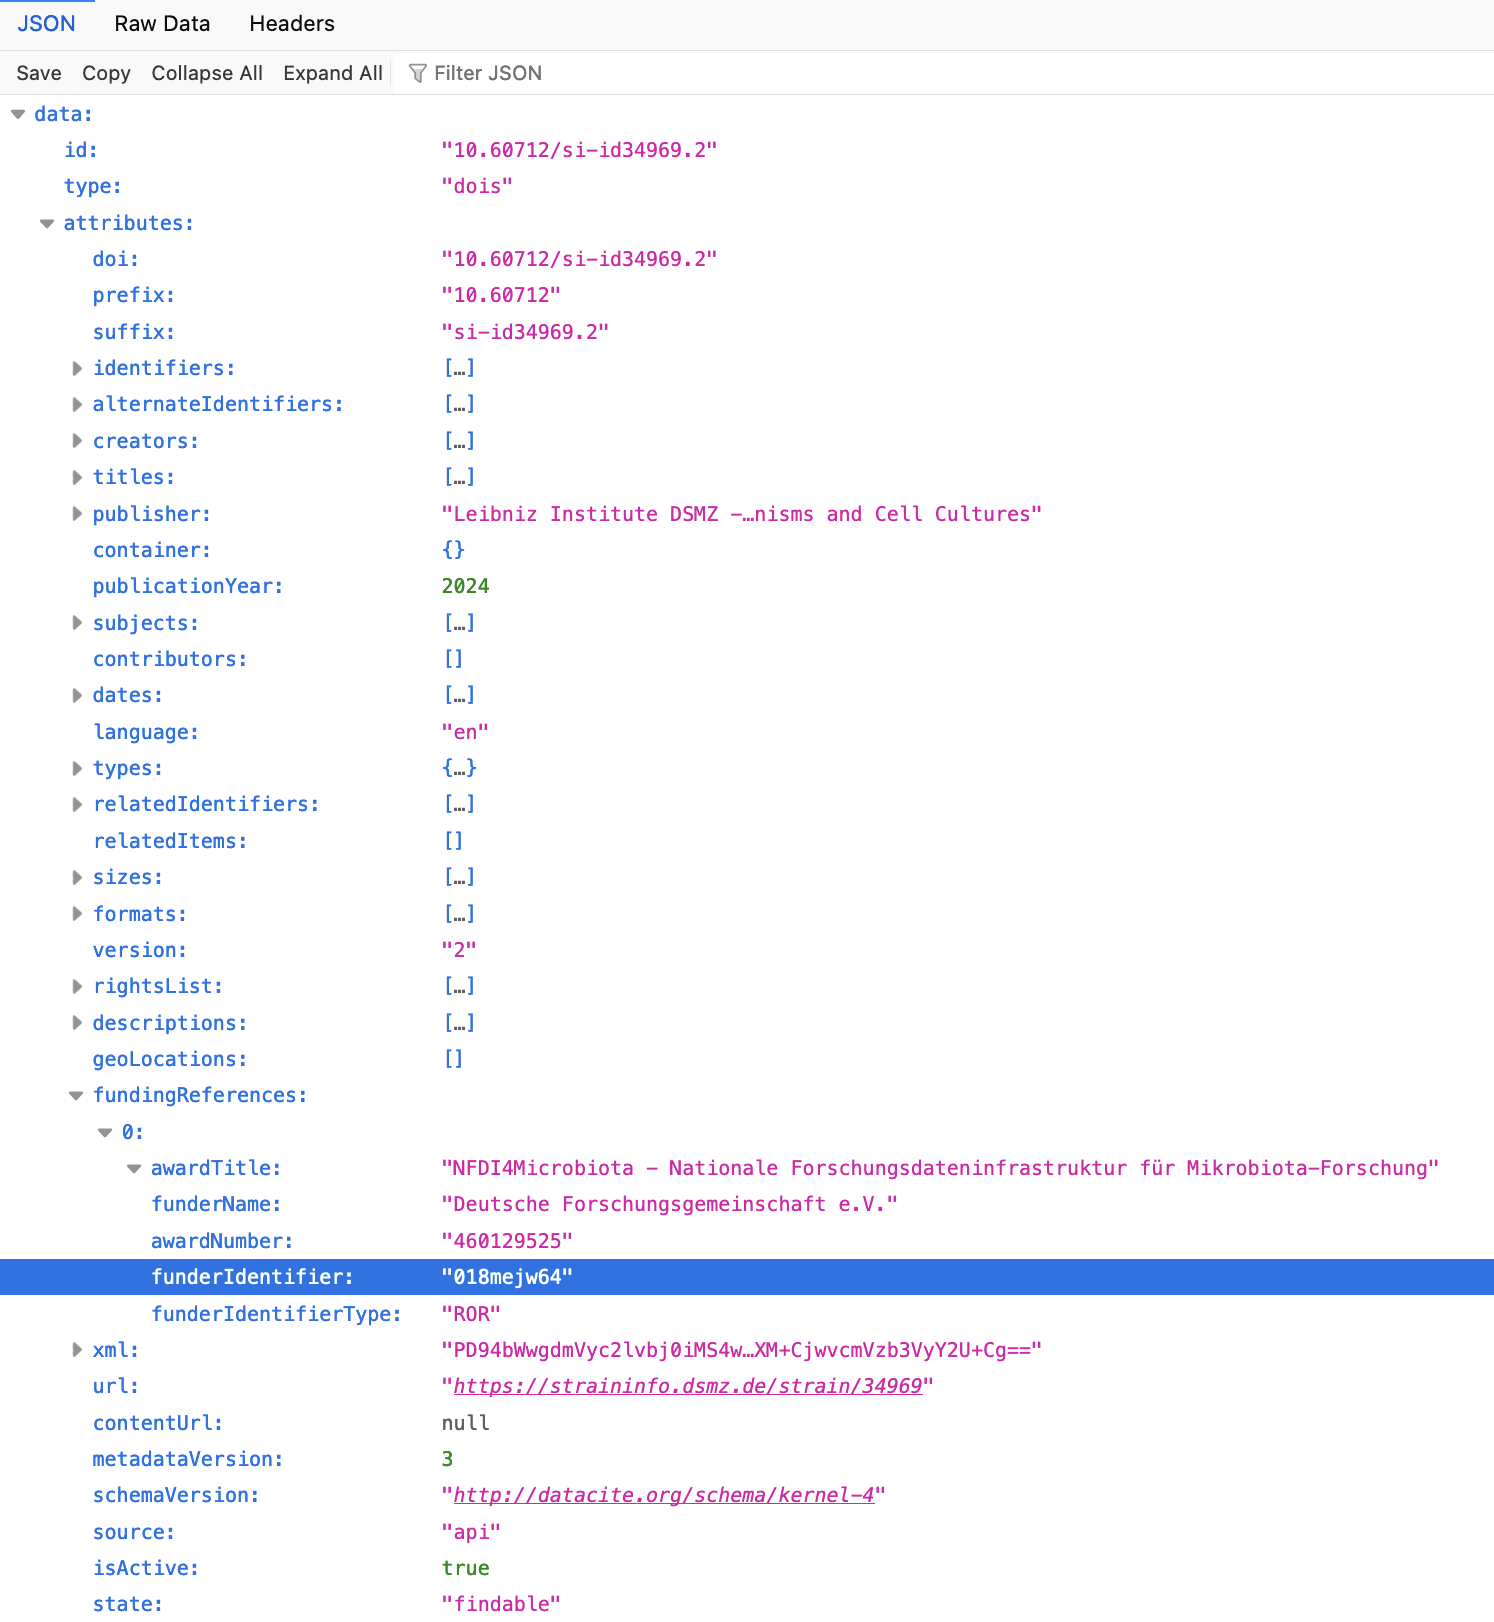 JSON Raw Data Headers
Save Copy Collapse All Expand All Filter JSON
data:
id: "10.60712/si-id34969.2"
type: "dois"
attributes:
doi: "10.60712/si-id34969.2"
prefix: "10.60712"
suffix: "si-id34969.2"
identifiers: […]
alternateIdentifiers: […]
creators: […]
titles: […]
publisher: "Leibniz Institute DSMZ -…nisms and Cell Cultures"
container: {}
publicationYear: 2024
subjects: […]
contributors: []
dates: […]
language: "en"
types: {…}
relatedIdentifiers: […]
relatedItems: []
sizes: […]
formats: […]
version: "2"
rightsList: […]
descriptions: […]
geoLocations: []
fundingReferences:
0:
awardTitle: "NFDI4Microbiota - Nationale Forschungsdateninfrastruktur für Mikrobiota-Forschung"
funderName: "Deutsche Forschungsgemeinschaft e.V."
awardNumber: "460129525"
funderIdentifier: "018mejw64"
funderIdentifierType: "ROR"
xml: "PD94bWwgdmVyc2lvbj0iMS4w…XM+CjwvcmVzb3VyY2U+Cg=="
url: "https://straininfo.dsmz.de/strain/34969"
contentUrl: null
metadataVersion: 3
schemaVersion: "http://datacite.org/schema/kernel-4"
source: "api"
isActive: true
state: "findable"